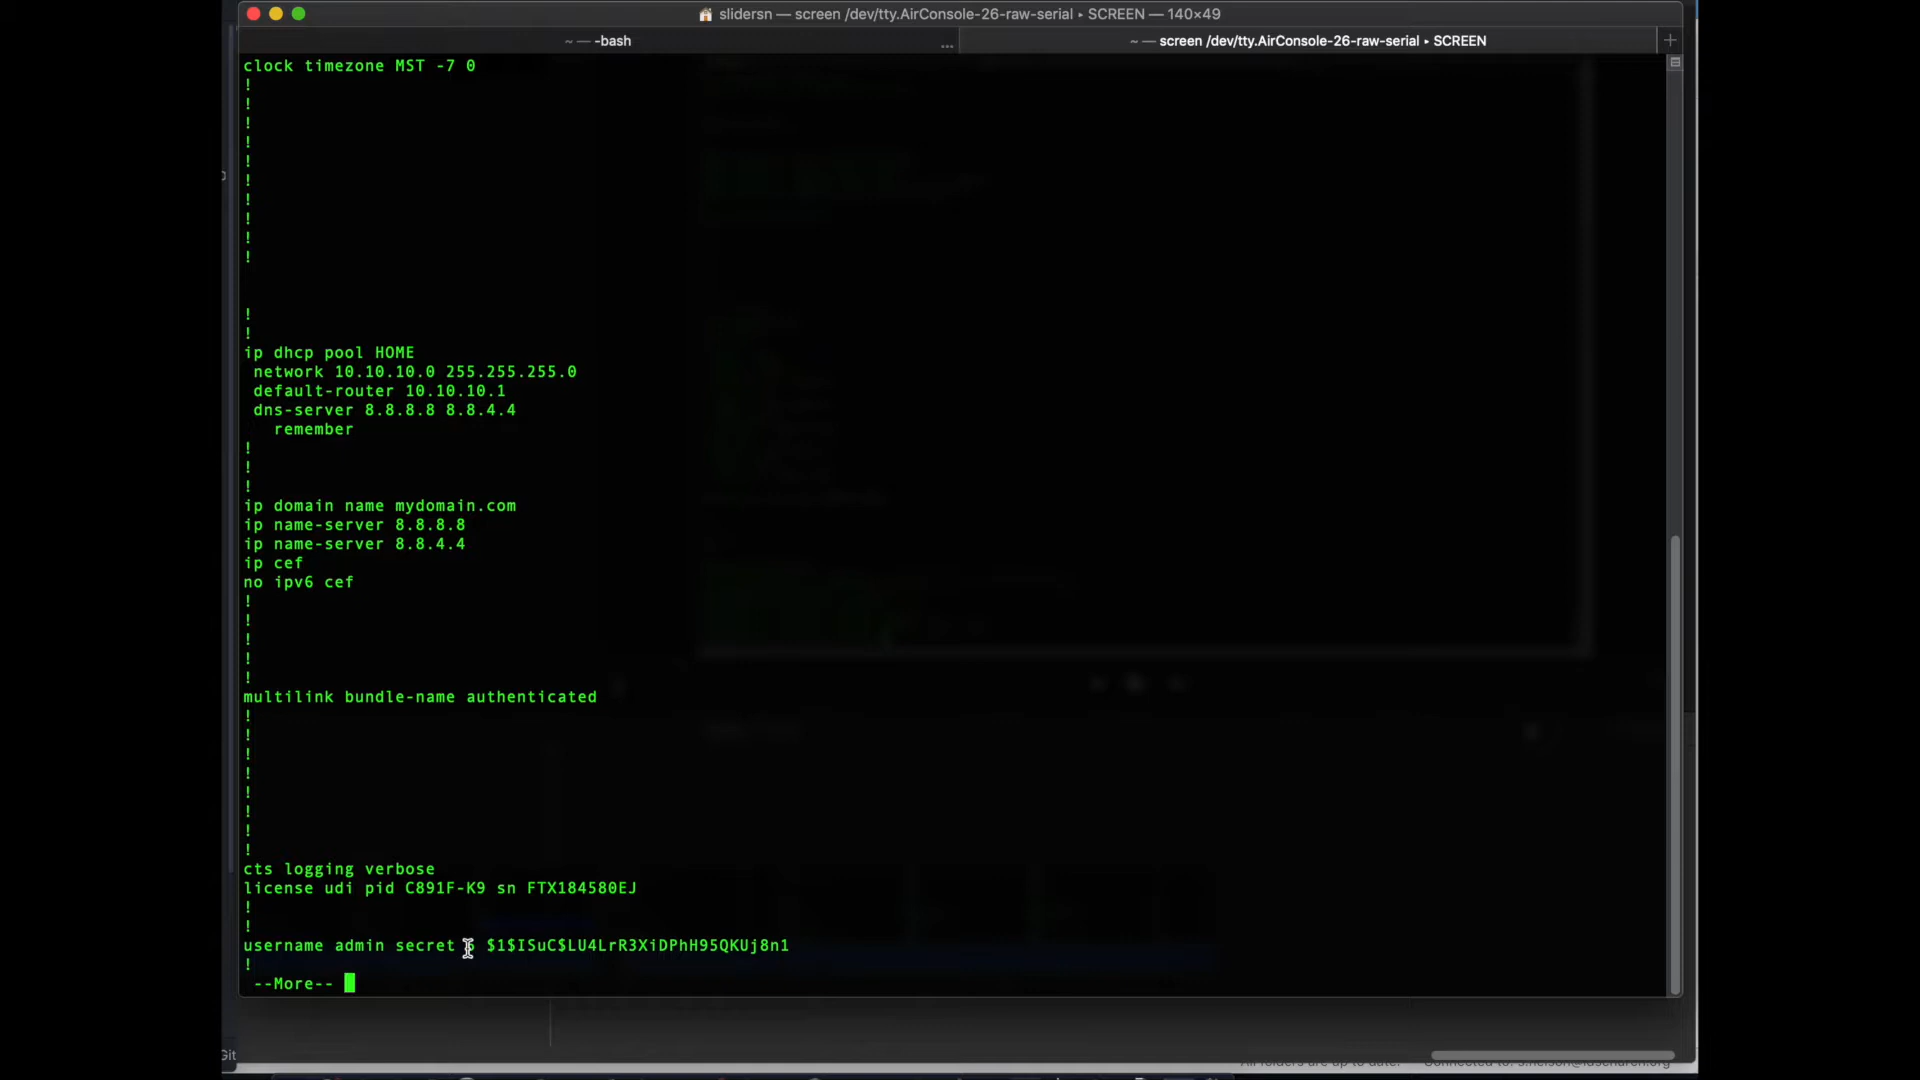 slidersn — screen /dev/tty.AirConsole-26-raw-serial ▸ SCREEN — 140×49
~ — -bash
...
~ — screen /dev/tty.AirConsole-26-raw-serial ▸ SCREEN
+
clock timezone MST -7 0
!
!
!
!
!
!
!
!
!
!
!
!
ip dhcp pool HOME
network 10.10.10.0 255.255.255.0
default-router 10.10.10.1
dns-server 8.8.8.8 8.8.4.4
remember
!
!
!
ip domain name mydomain.com
ip name-server 8.8.8.8
ip name-server 8.8.4.4
ip cef
no ipv6 cef
!
!
!
!
!
multilink bundle-name authenticated
!
!
!
!
!
!
!
!
cts logging verbose
license udi pid C891F-K9 sn FTX184580EJ
!
!
username admin secret $1$ISuC$LU4LrR3XiDPhH95QKUj8n1
!
--More--
Git